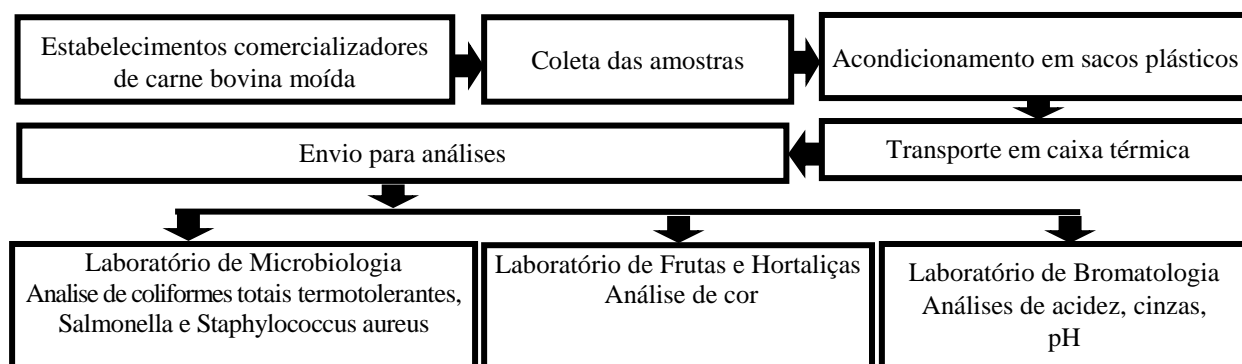 Estabelecimentos comercializadores
de carne bovina moída
Coleta das amostras
Acondicionamento em sacos plásticos
Transporte em caixa térmica
Envio para análises
Laboratório de Microbiologia
Analise de coliformes totais termotolerantes,
Salmonella e Staphylococcus aureus
Laboratório de Frutas e Hortaliças
Análise de cor
Laboratório de Bromatologia
Análises de acidez, cinzas,
pH